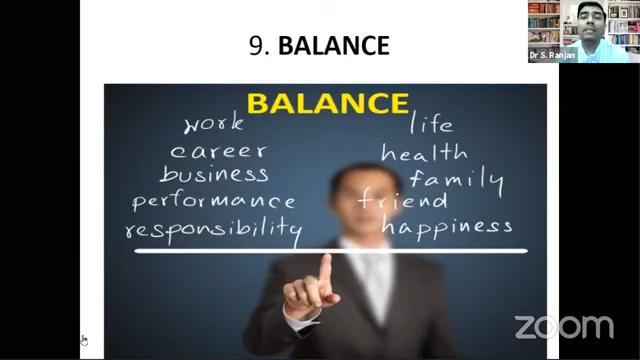 9. BALANCE
Dr S. Ranjan
BALANCE
work life
career health
business family
performance friend
responsibility happiness
zoom